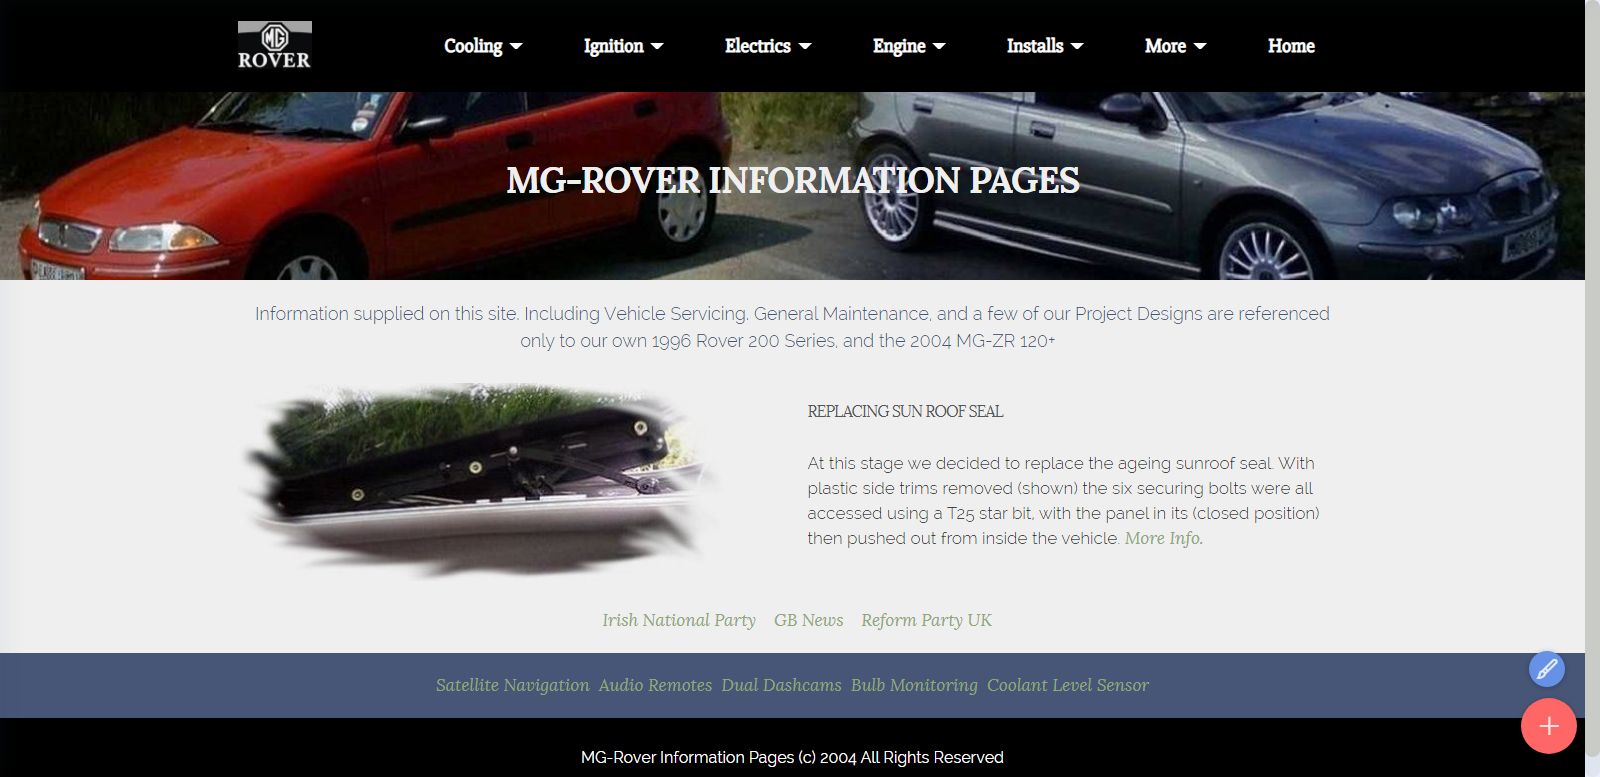 MG
ROVER
Cooling
Ignition
Electrics
Engine
Installs
More
Home
MG-ROVER INFORMATION PAGES
Information supplied on this site. Including Vehicle Servicing. General Maintenance, and a few of our Project Designs are referenced
only to our own 1996 Rover 200 Series, and the 2004 MG-ZR 120+
REPLACING SUN ROOF SEAL
At this stage we decided to replace the ageing sunroof seal. With
plastic side trims removed (shown) the six securing bolts were all
accessed using a T25 star bit, with the panel in its (closed position)
then pushed out from inside the vehicle. More Info.
Irish National Party GB News Reform Party UK
Satellite Navigation Audio Remotes Dual Dashcams Bulb Monitoring Coolant Level Sensor
MG-Rover Information Pages (c) 2004 All Rights Reserved